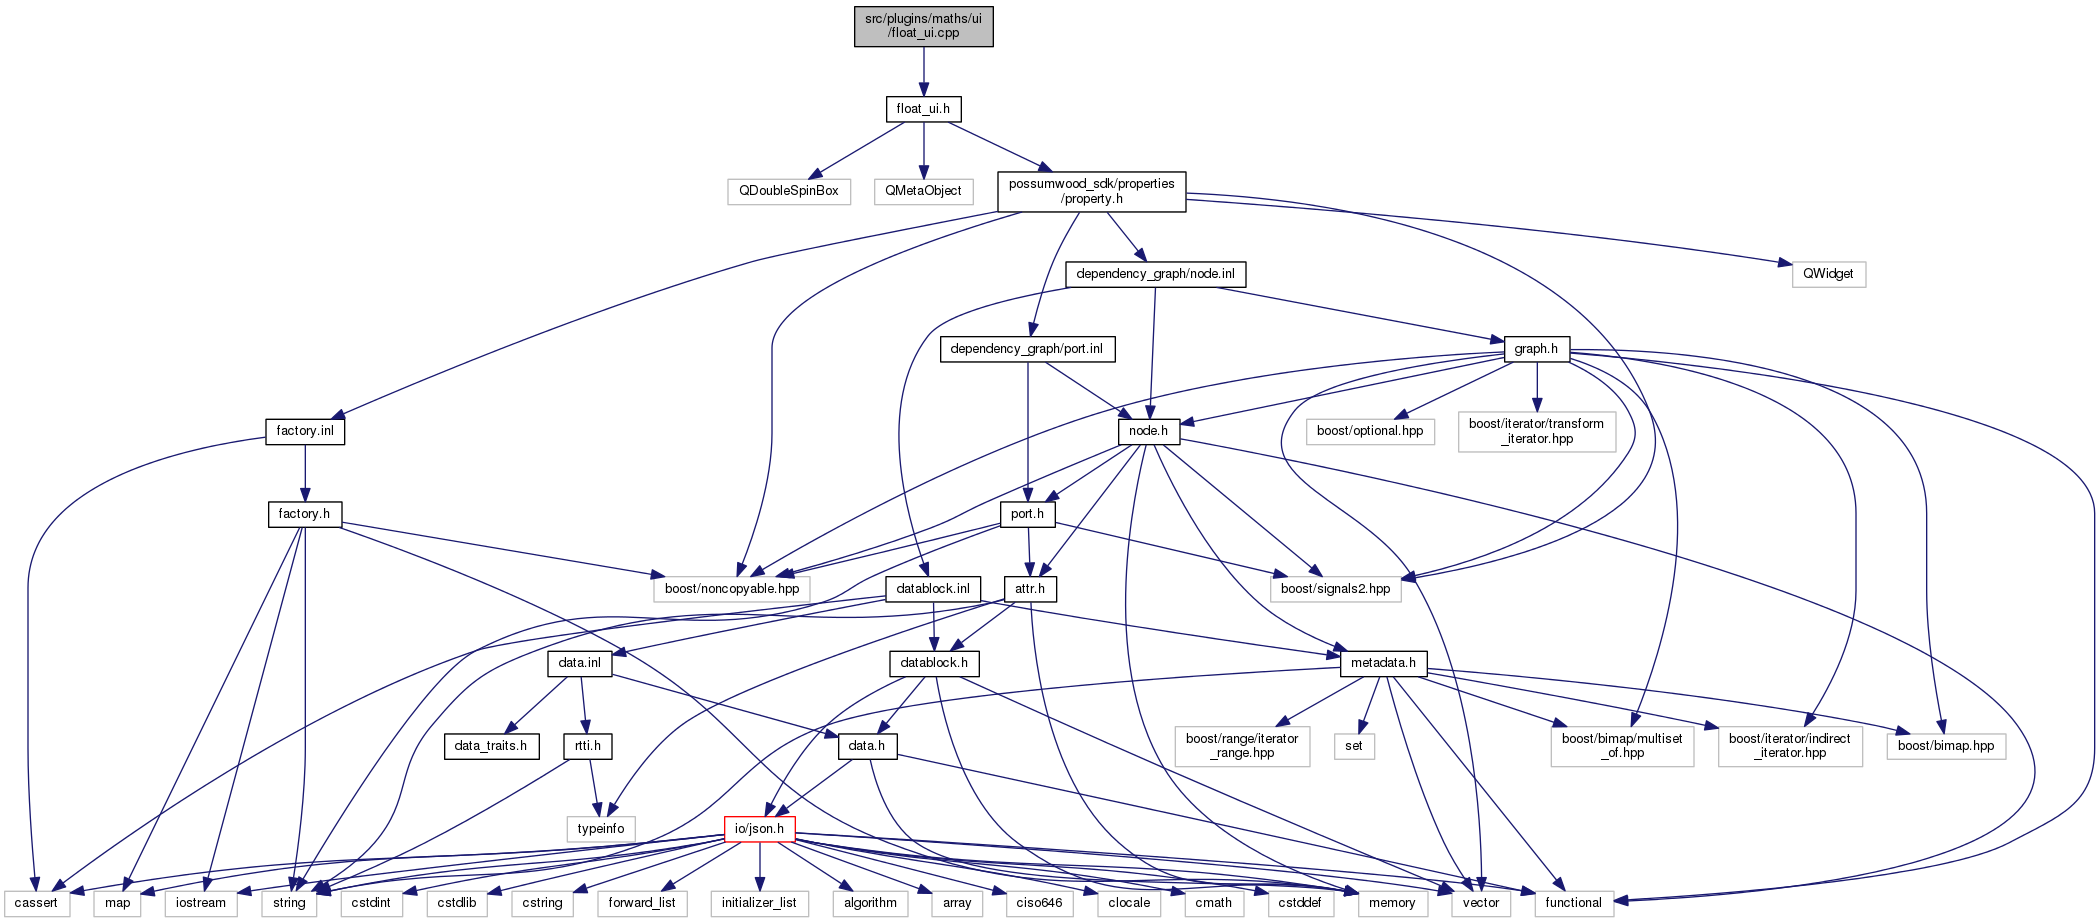 src/plugins/maths/ui
/float_ui.cpp
float_ui.h
QDoubleSpinBox
QMetaObject
possumwood_sdk/properties
/property.h
dependency_graph/node.inl
QWidget
dependency_graph/port.inl
graph.h
factory.inl
node.h
boost/optional.hpp
boost/iterator/transform
_iterator.hpp
factory.h
port.h
boost/noncopyable.hpp
datablock.inl
attr.h
boost/signals2.hpp
data.inl
datablock.h
metadata.h
data_traits.h
rtti.h
data.h
boost/range/iterator
_range.hpp
set
boost/bimap/multiset
_of.hpp
boost/iterator/indirect
_iterator.hpp
boost/bimap.hpp
typeinfo
io/json.h
cassert
map
iostream
string
cstdint
cstdlib
cstring
forward_list
initializer_list
algorithm
array
ciso646
clocale
cmath
cstddef
memory
vector
functional